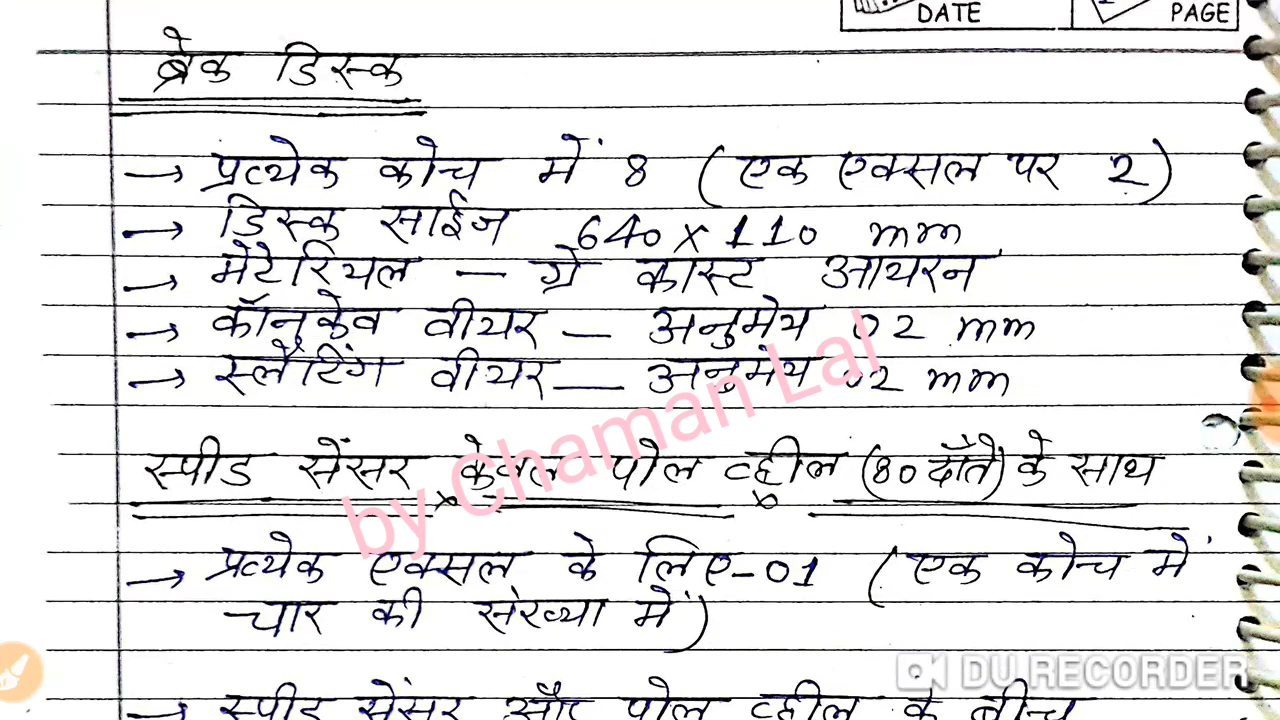 DATE PAGE
ब्रेक डिस्क
→ प्रत्येक कोच में 8 (एक एक्सल पर 2)
→ डिस्क साईज 640 x 110 mm
→ मेटेरियल — ग्रे कास्ट आयरन
→ कॉनकेव वीयर — अनुमेय 02 mm
→ स्लैटिंग वीयर — अनुमेय 02 mm
स्पीड सेंसर केवल पोल व्हील (80 दाँते) के साथ
→ प्रत्येक एक्सल के लिए-01 (एक कोच में
चार की संख्या में)
→ स्पीड सेंसर और पोल व्हील के बीच
by Chaman Lal
DU RECORDER